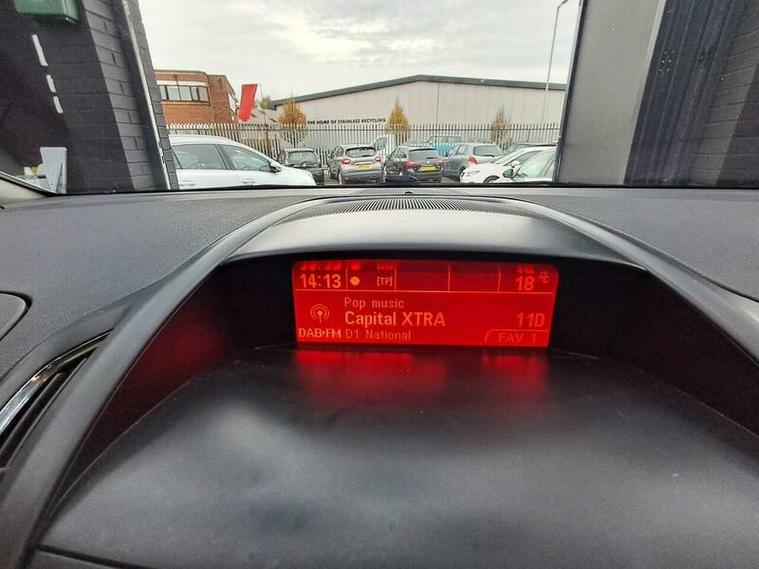 THE HOME OF STAINLESS RECYCLING
14:13 [TP] 18 °C
Pop music
Capital XTRA 11D
DAB•FM D1 National FAV 1